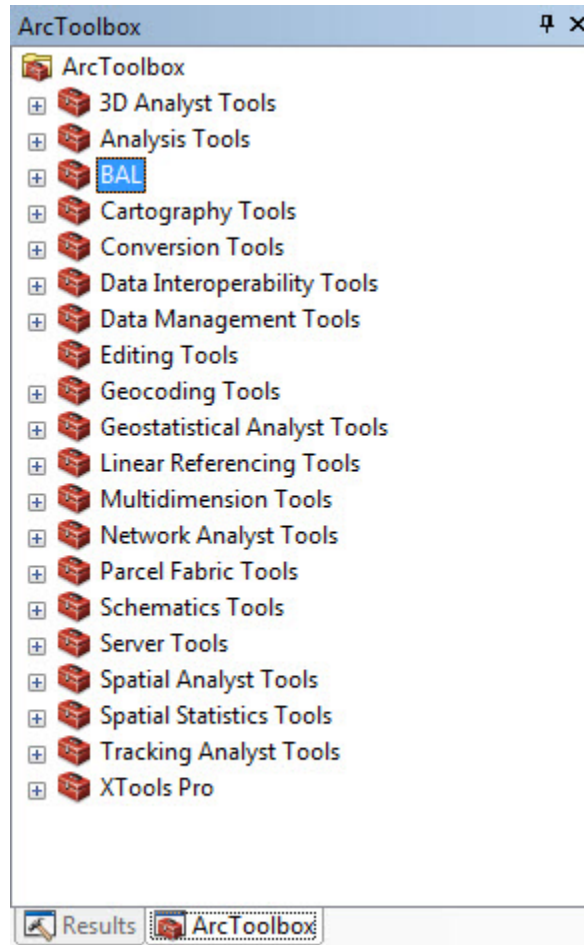 ArcToolbox
ArcToolbox
3D Analyst Tools
Analysis Tools
BAL
Cartography Tools
Conversion Tools
Data Interoperability Tools
Data Management Tools
Editing Tools
Geocoding Tools
Geostatistical Analyst Tools
Linear Referencing Tools
Multidimension Tools
Network Analyst Tools
Parcel Fabric Tools
Schematics Tools
Server Tools
Spatial Analyst Tools
Spatial Statistics Tools
Tracking Analyst Tools
XTools Pro
Results ArcToolbox